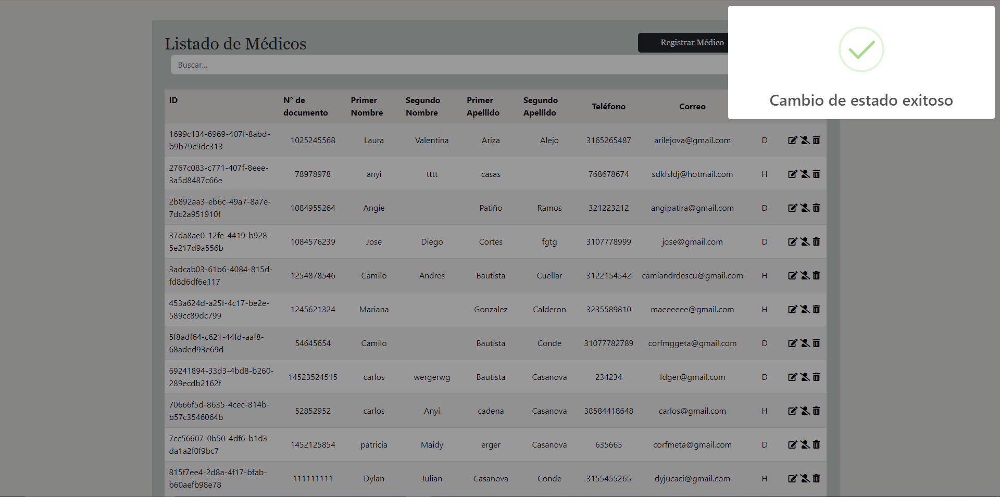 Listado de Médicos
Registrar Médico
Cambio de estado exitoso
Buscar...
ID N° de documento Primer Nombre Segundo Nombre Primer Apellido Segundo Apellido Teléfono Correo
1699c134-6969-407f-8abd-b9b79c9dc313 1025245568 Laura Valentina Ariza Alejo 3165265487 arilejova@gmail.com D
2767c083-c771-407f-8eee-3a5d8487c66e 78978978 anyi tttt casas 768678674 sdkfsldj@hotmail.com H
2b892aa3-eb6c-49a7-8a7e-7dc2a951910f 1084955264 Angie Patiño Ramos 321223212 angipatira@gmail.com D
37da8ae0-12fe-4419-b928-5e217d9a556b 1084576239 Jose Diego Cortes fgtg 3107778999 jose@gmail.com D
3adcab03-61b6-4084-815d-fd8d6df6e117 1254878546 Camilo Andres Bautista Cuellar 3122154542 camiandrdescu@gmail.com H
453a624d-a25f-4c17-be2e-589cc89dc799 1245621324 Mariana Gonzalez Calderon 3235589810 maeeeeee@gmail.com H
5f8adf64-c621-44fd-aaf8-68aded93e69d 54645654 Camilo Bautista Conde 31077782789 corfmggeta@gmail.com D
69241894-33d3-4bd8-b260-289ecdb2162f 14523524515 carlos wergerwg Bautista Casanova 234234 fdger@gmail.com D
70666f5d-8635-4cec-814b-b57c3546064b 52852952 carlos Anyi cadena Casanova 38584418648 carlos@gmail.com H
7cc56607-0b50-4df6-b1d3-da1a2f0f9bc7 1452125854 patricia Maidy erger Casanova 635665 corfmeta@gmail.com D
815f7ee4-2d8a-4f17-bfab-b60aefb98e78 111111111 Dylan Julian Casanova Conde 3155455265 dyjucaci@gmail.com H